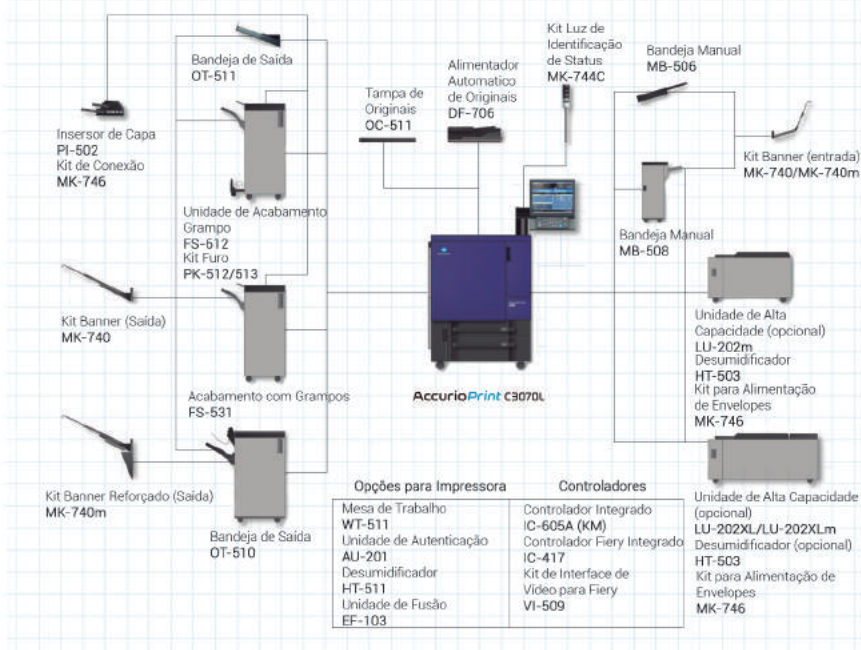 Bandeja de Saída
OT-511
Insersor de Capa
PI-502
Kit de Conexão
MK-746
Unidade de Acabamento
Grampo
FS-612
Kit Furo
PK-512/513
Kit Banner (Saída)
MK-740
Acabamento com Grampos
FS-531
Kit Banner Reforçado (Saída)
MK-740m
Bandeja de Saída
OT-510
Tampa de
Originais
OC-511
Alimentador
Automatico
de Originais
DF-706
Kit Luz de
Identificação
de Status
MK-744C
AccurioPrint C3070L
Bandeja Manual
MB-506
Kit Banner (entrada)
MK-740/MK-740m
Bandeja Manual
MB-508
Unidade de Alta
Capacidade (opcional)
LU-202m
Desumidificador
HT-503
Kit para Alimentação
de Envelopes
MK-746
Unidade de Alta Capacidade
(opcional)
LU-202XL/LU-202XLm
Desumidificador (opcional)
HT-503
Kit para Alimentação de
Envelopes
MK-746
Opções para Impressora
Mesa de Trabalho
WT-511
Unidade de Autenticação
AU-201
Desumidificador
HT-511
Unidade de Fusão
EF-103
Controladores
Controlador Integrado
IC-605A (KM)
Controlador Fiery Integrado
IC-417
Kit de Interface de
Vídeo para Fiery
VI-509